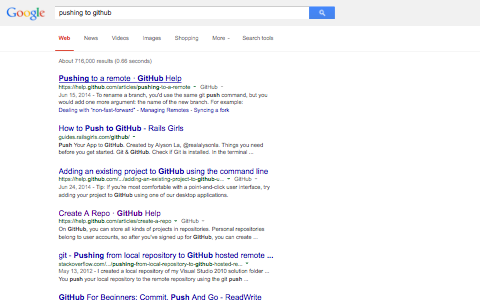 Google
pushing to github
Web News Videos Images Shopping More Search tools
About 716,000 results (0.66 seconds)
Pushing to a remote · GitHub Help
https://help.github.com/articles/pushing-to-a-remote GitHub
Jun 15, 2014 - To rename a branch, you'd use the same git push command, but you
would add one more argument: the name of the new branch. For example:
Dealing with "non-fast-forward" - Managing Remotes - Syncing a fork
How to Push to GitHub - Rails Girls
guides.railsgirls.com/github/
Push Your App to GitHub. Created by Alyson La, @realalysonla. Things you need
before you get started. Git & GitHub. Check if Git is installed. In the terminal ...
Adding an existing project to GitHub using the command line
https://help.github.com/.../adding-an-existing-project-to-github-u... GitHub
Jun 24, 2014 - Tip: If you're most comfortable with a point-and-click user interface, try
adding your project to GitHub using one of our desktop applications.
Create A Repo · GitHub Help
https://help.github.com/articles/create-a-repo GitHub
On GitHub, you can store all kinds of projects in repositories. Personal repositories
belong to user accounts, so after you've signed up for GitHub, you can create ...
git - Pushing from local repository to GitHub hosted remote ...
stackoverflow.com/.../pushing-from-local-repository-to-github-hosted-re...
May 13, 2012 - I created a local repository of my Visual Studio 2010 solution folder ...
You push your local repository to the remote repository using the git push ...
GitHub For Beginners: Commit, Push And Go - ReadWrite